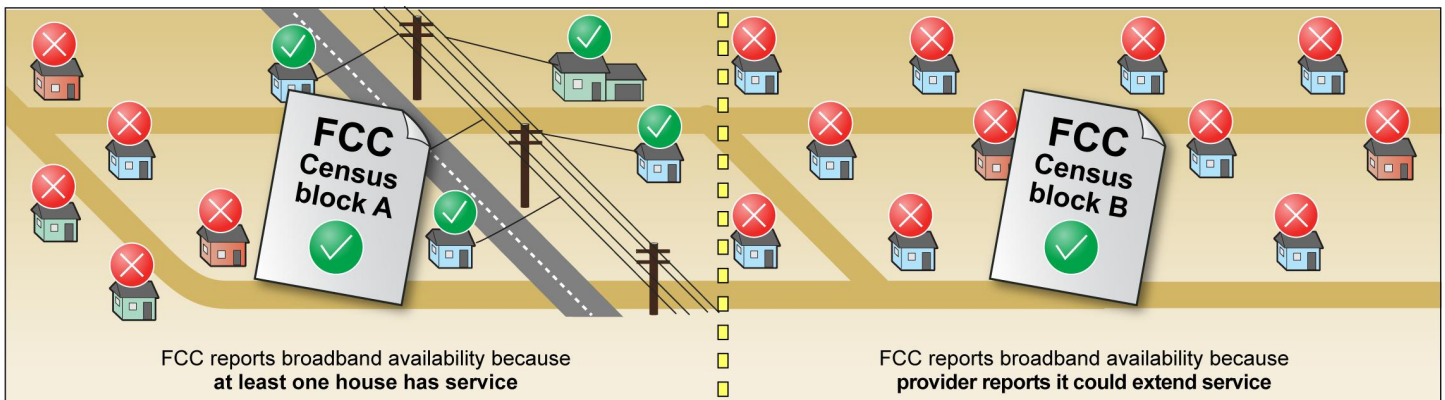 FCC
Census
block A
FCC
Census
block B
FCC reports broadband availability because
at least one house has service
FCC reports broadband availability because
provider reports it could extend service